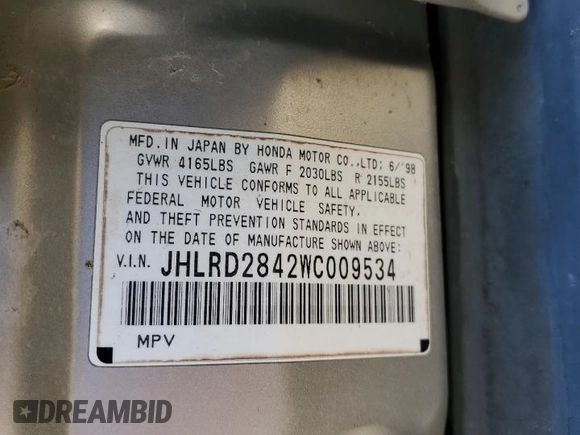 MFD. IN JAPAN BY HONDA MOTOR CO.,LTD; 6/'98
GVWR 4165LBS GAWR F 2030LBS R 2155LBS
THIS VEHICLE CONFORMS TO ALL APPLICABLE
FEDERAL MOTOR VEHICLE SAFETY,
AND THEFT PREVENTION STANDARDS IN EFFECT
ON THE DATE OF MANUFACTURE SHOWN ABOVE:
V.I.N. JHLRD2842WC009534
MPV
DREAMBID